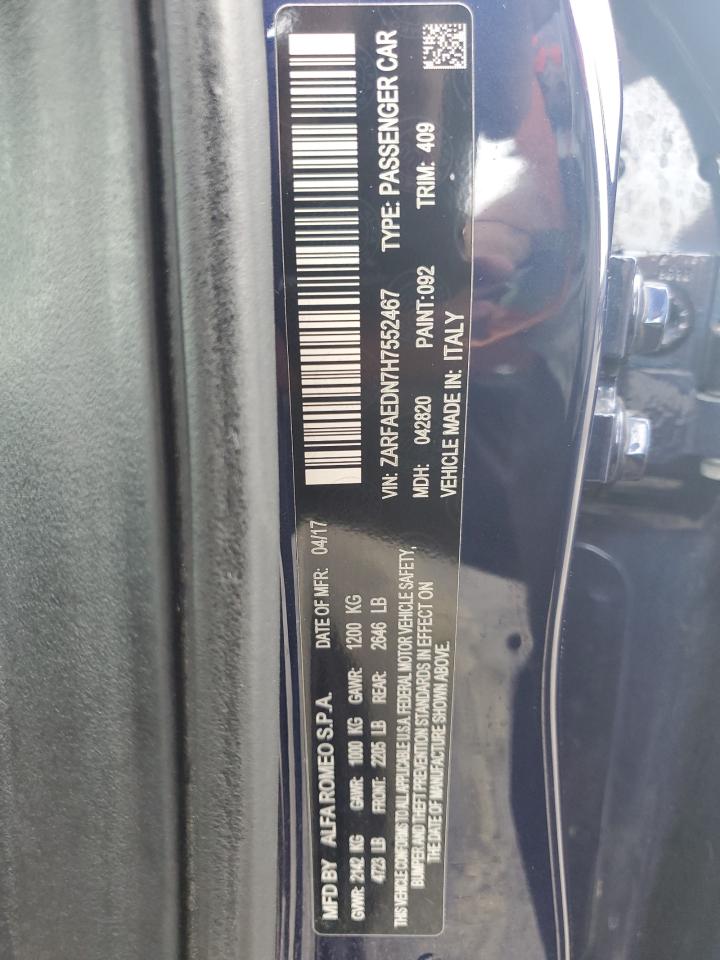 MFD BY ALFA ROMEO S.P.A. DATE OF MFR: 04/17
GVWR: 2142 KG GAWR: 1000 KG GAWR: 1200 KG
4723 LB FRONT: 2205 LB REAR: 2646 LB
THIS VEHICLE CONFORMS TO ALL APPLICABLE U.S.A. FEDERAL MOTOR VEHICLE SAFETY,
BUMPER, AND THEFT PREVENTION STANDARDS IN EFFECT ON
THE DATE OF MANUFACTURE SHOWN ABOVE.
VIN: ZARFAEDN7H7552467 TYPE: PASSENGER CAR
MDH: 042820 PAINT:092 TRIM: 409
VEHICLE MADE IN: ITALY